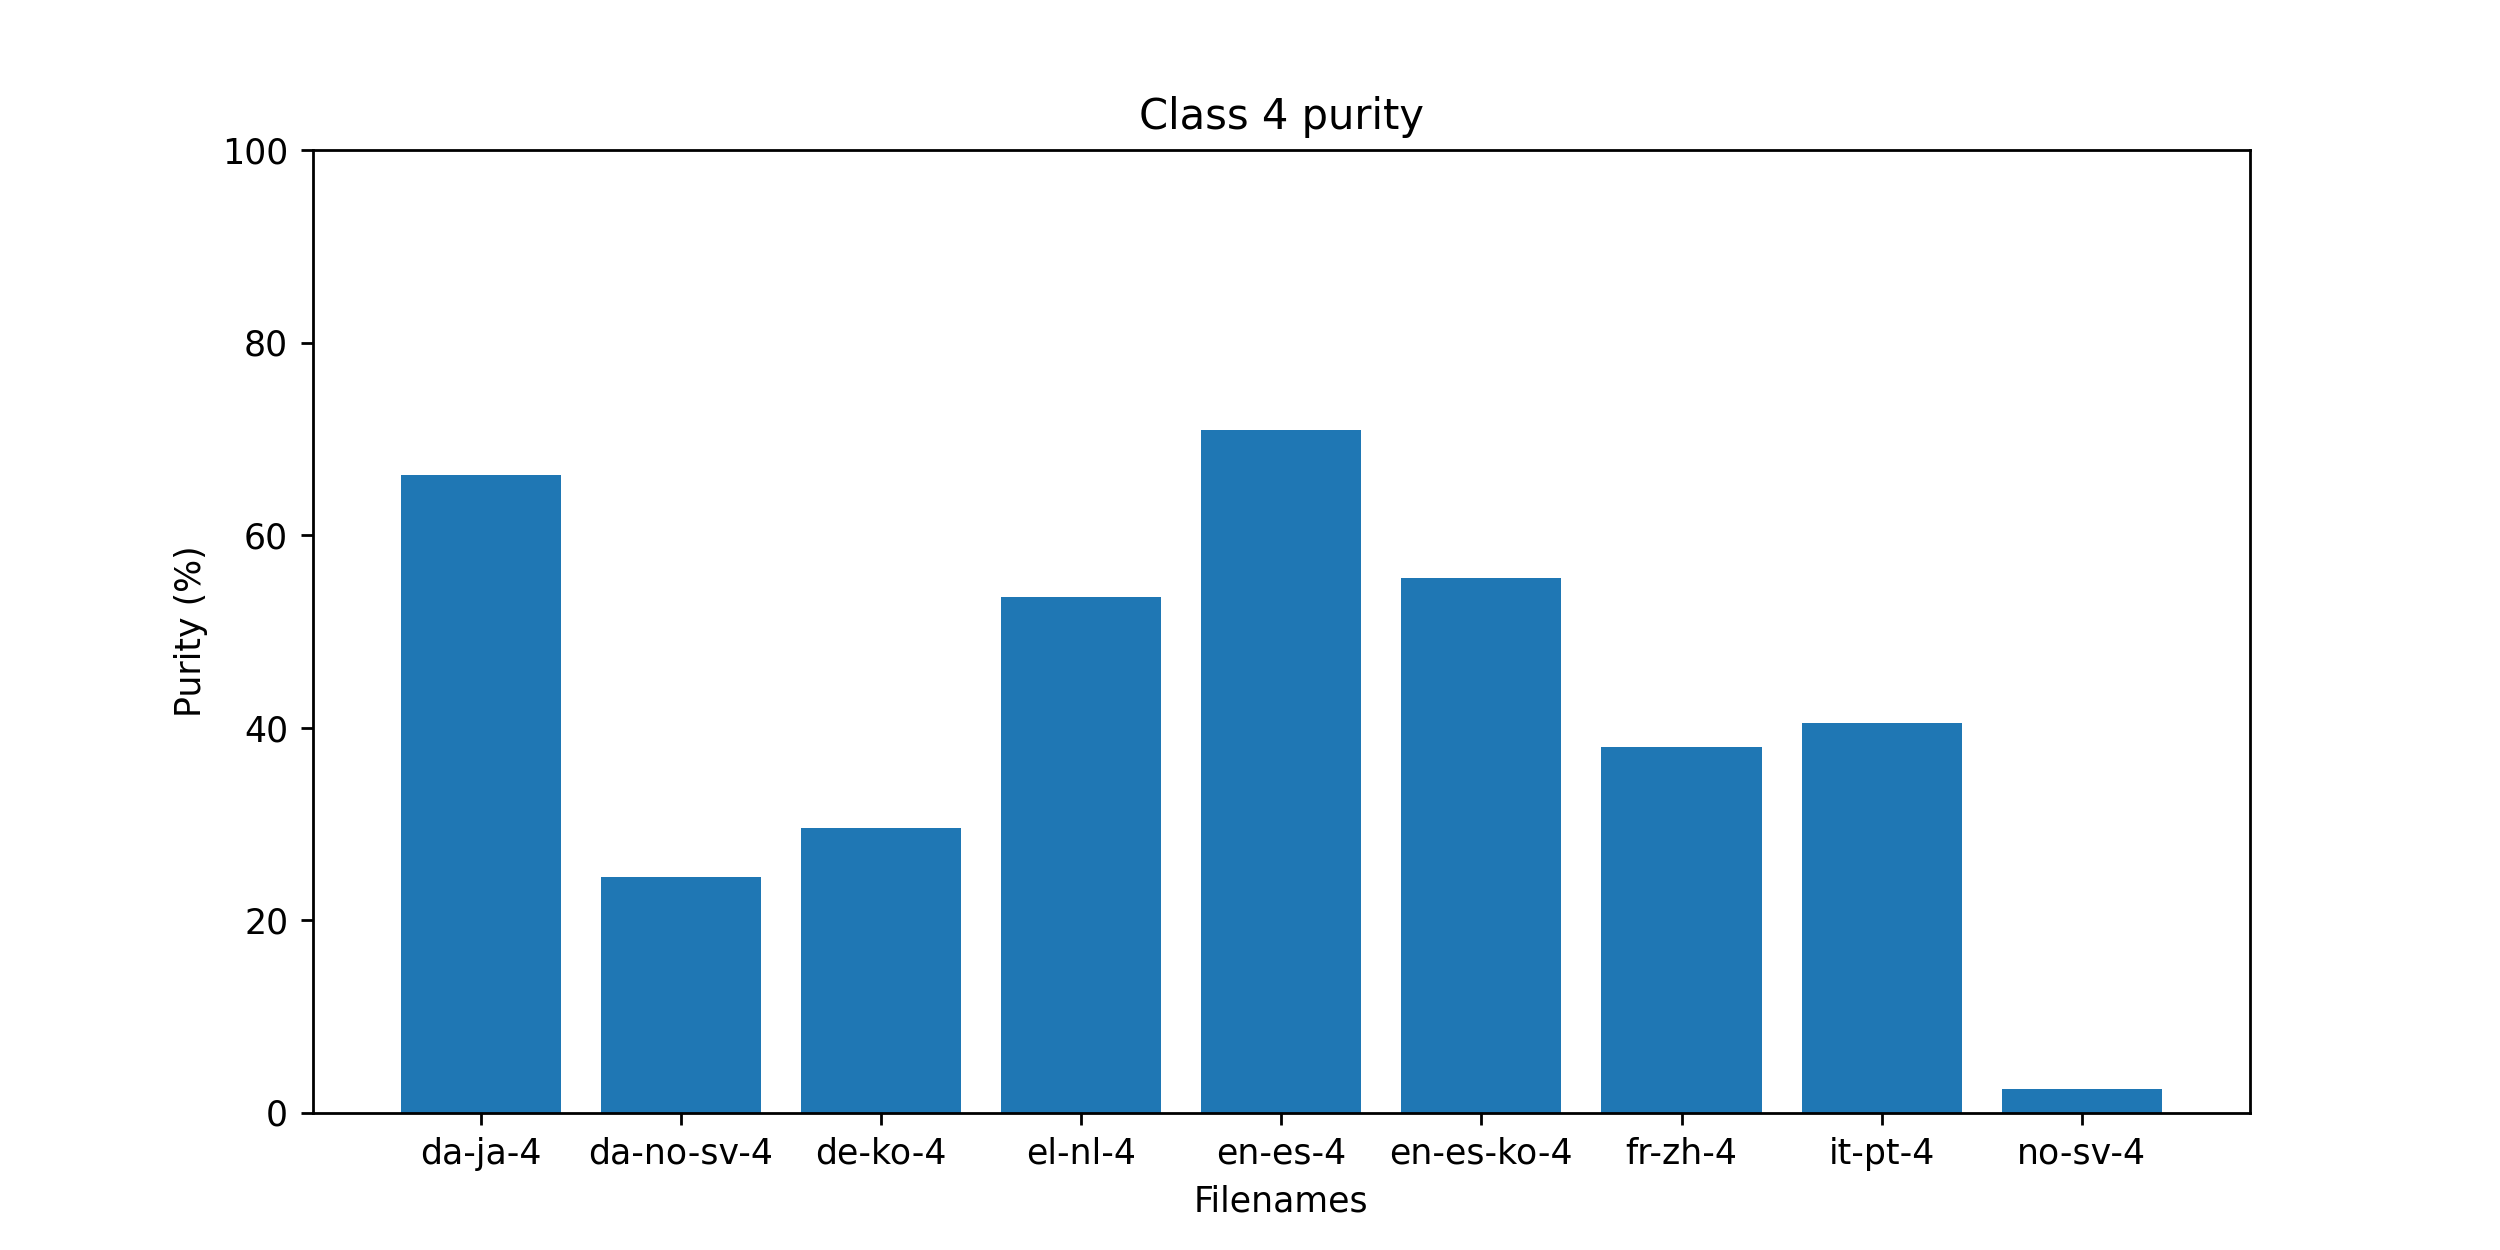 Class 4 purity
100
80
60
40
20
0
Purity (%)
da-ja-4 da-no-sv-4 de-ko-4 el-nl-4 en-es-4 en-es-ko-4 fr-zh-4 it-pt-4 no-sv-4
Filenames